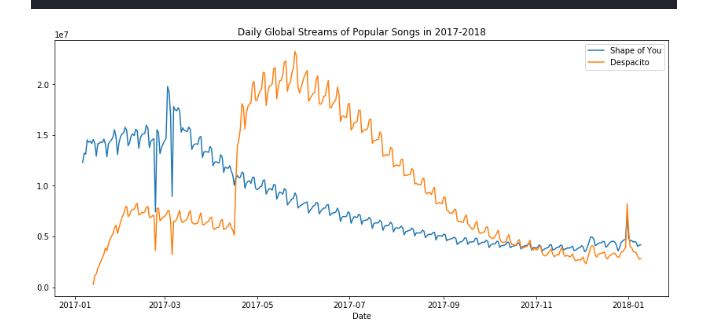 Daily Global Streams of Popular Songs in 2017-2018
1e7
Shape of You
Despacito
2.0
1.5
1.0
0.5
0.0
2017-01 2017-03 2017-05 2017-07 2017-09 2017-11 2018-01
Date